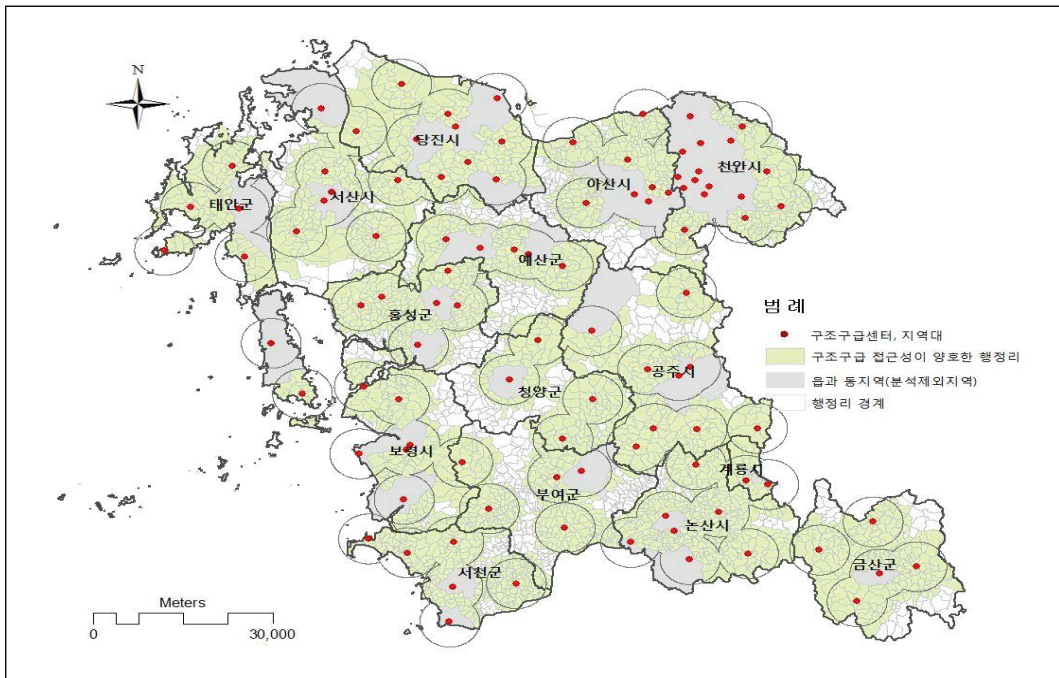 N
당진시
천안시
아산시
서산시
태안군
예산군
홍성군
공주시
청양군
보령시
계룡시
부여군
논산시
금산군
서천군
범 례
구조구급센터, 지역대
구조구급 접근성이 양호한 행정리
읍과 동지역(분석제외지역)
행정리 경계
Meters
0 30,000